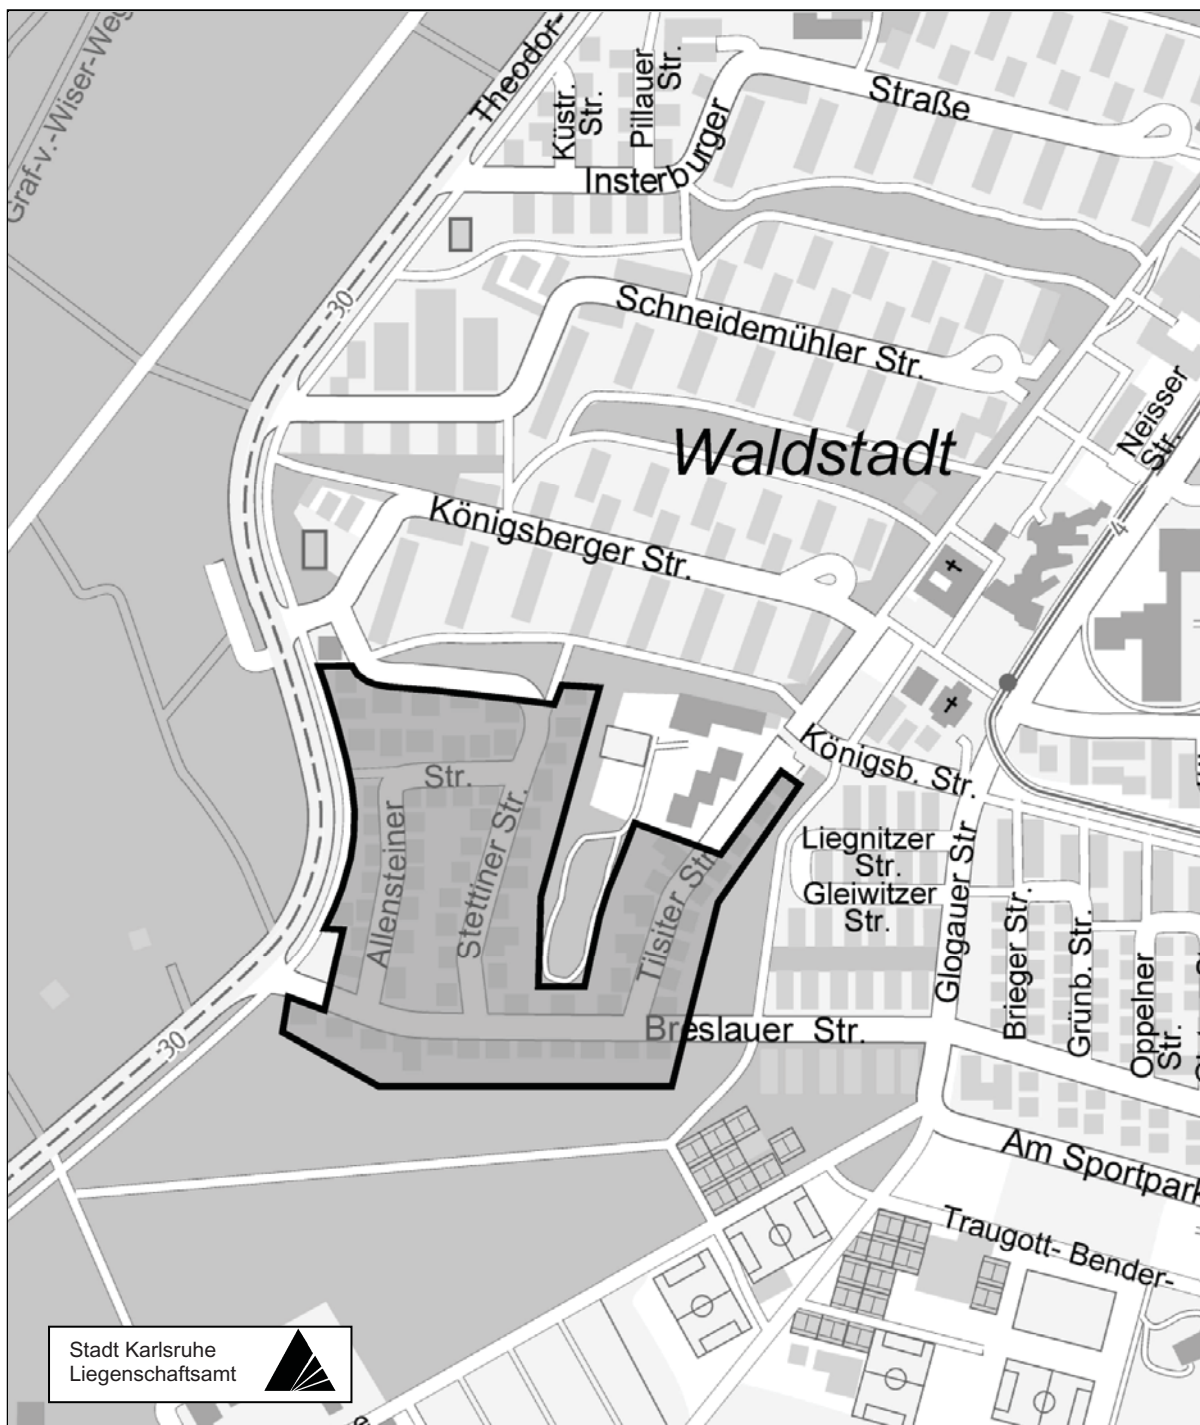 Graf-v.-Wiser-Weg
Theodor-
Küstr.
Str.
Pillauer
Str.
Insterburger
Straße
30
Schneidemühler Str.
Neisser
Str.
Waldstadt
Königsberger Str.
4
Königsb. Str.
Str.
Allensteiner
Stettiner Str.
Tilsiter Str.
Liegnitzer
Str.
Gleiwitzer
Str.
Glogauer Str.
Brieger Str.
Grünb. Str.
Oppelner
Str.
Breslauer Str.
30
Am Sportpark
Traugott- Bender-
Stadt Karlsruhe
Liegenschaftsamt